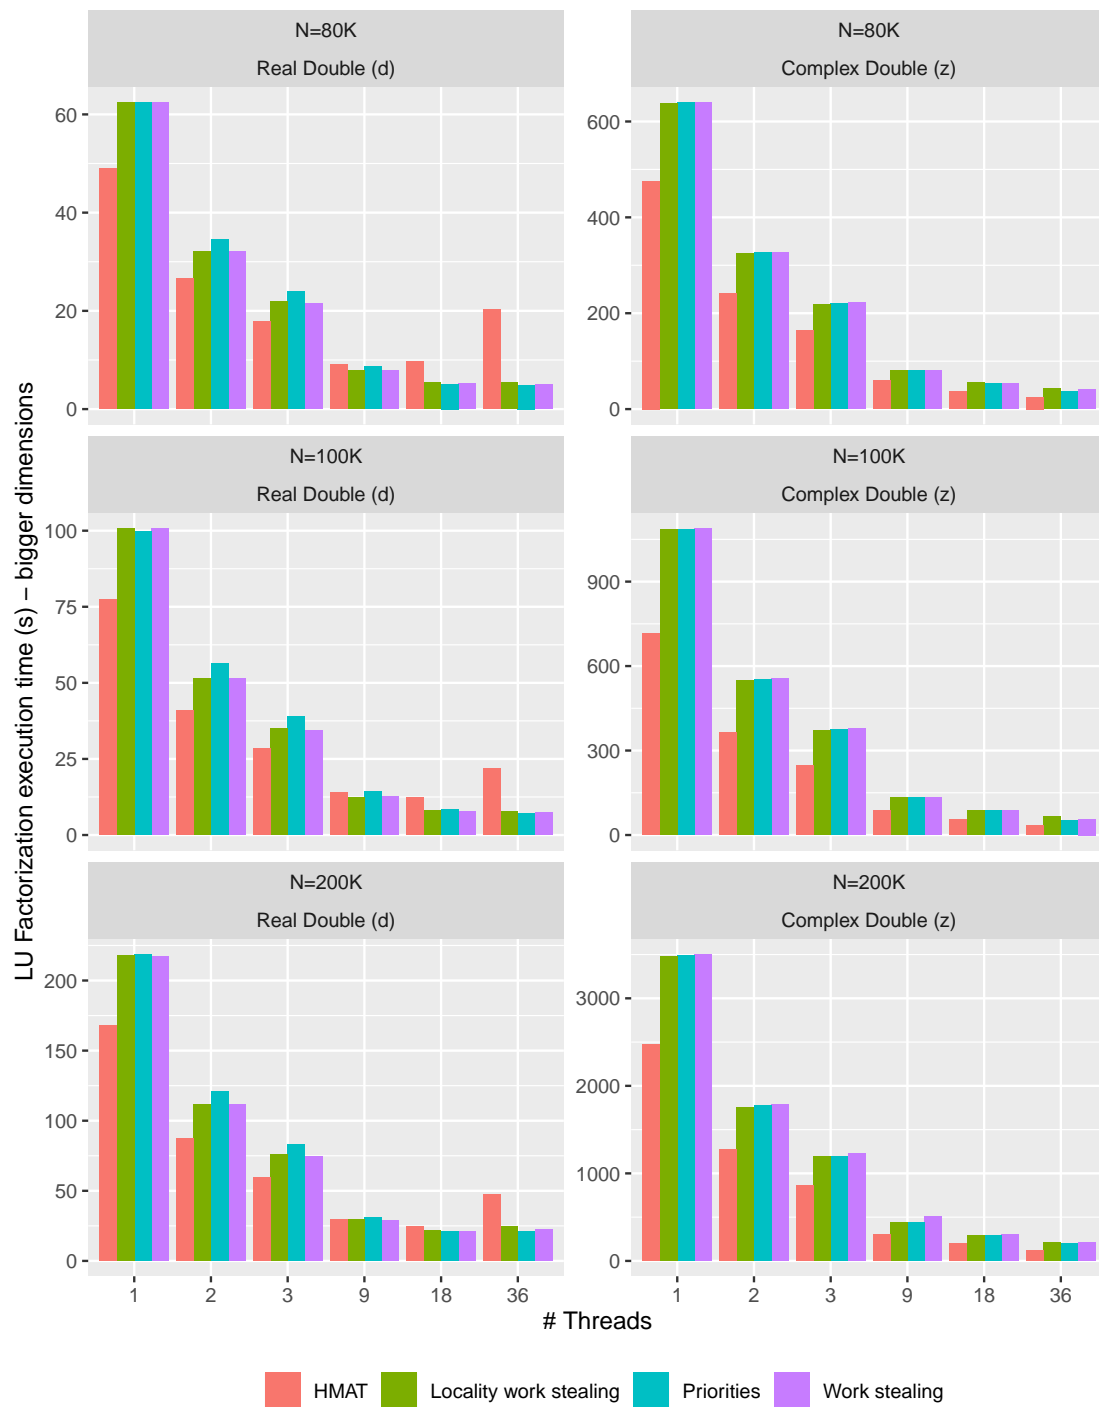 N=80K
Real Double (d)
N=80K
Complex Double (z)
60
40
20
0
600
400
200
0
N=100K
Real Double (d)
N=100K
Complex Double (z)
100
75
50
25
0
900
600
300
0
N=200K
Real Double (d)
N=200K
Complex Double (z)
200
150
100
50
0
3000
2000
1000
0
1 2 3 9 18 36
1 2 3 9 18 36
LU Factorization execution time (s) − bigger dimensions
# Threads
HMAT Locality work stealing Priorities Work stealing